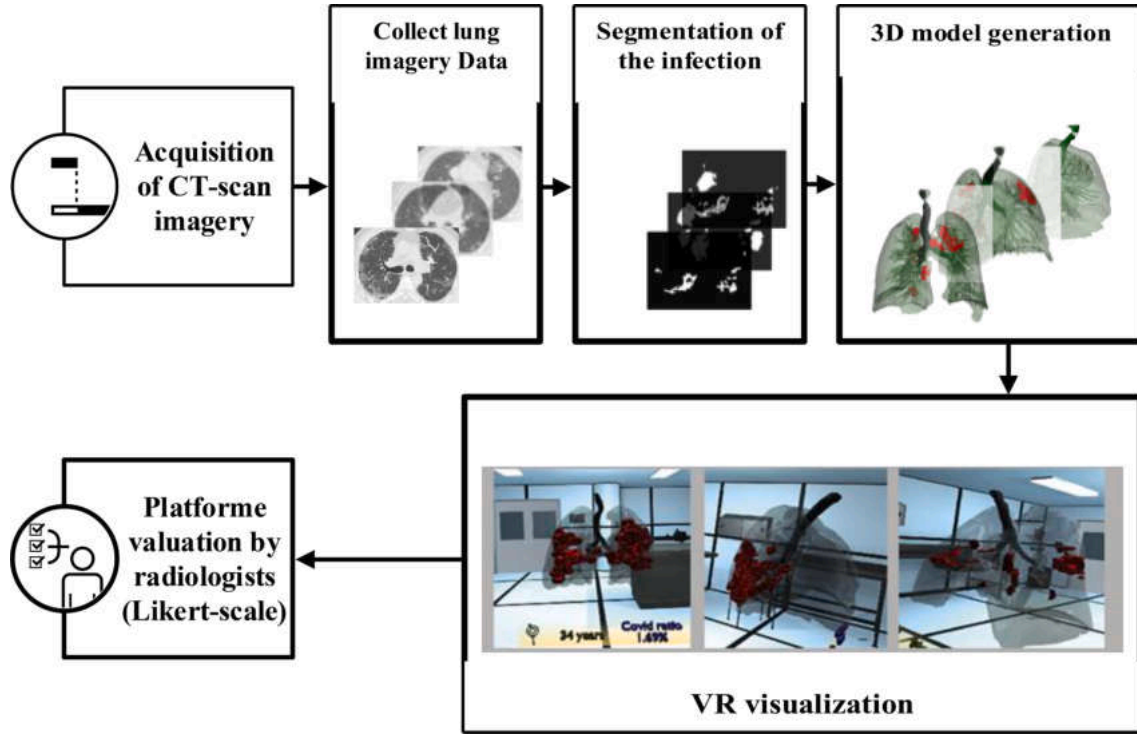 Acquisition
of CT-scan
imagery
Collect lung
imagery Data
Segmentation of
the infection
3D model generation
34 years
Covid ratio
1.69%
VR visualization
Platforme
valuation by
radiologists
(Likert-scale)